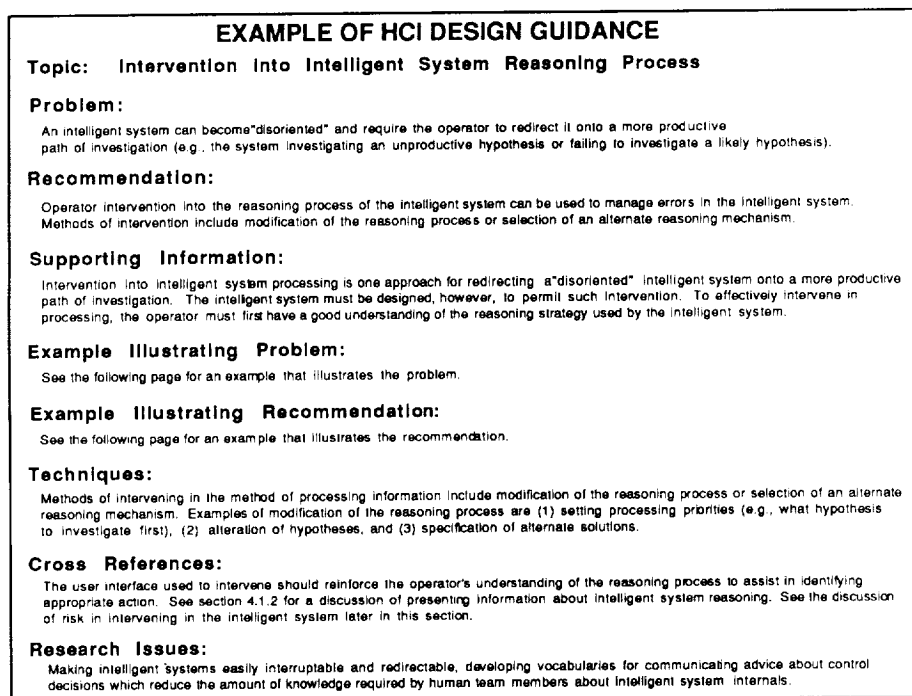 EXAMPLE OF HCI DESIGN GUIDANCE
Topic: Intervention Into Intelligent System Reasoning Process
Problem:
An intelligent system can become"disoriented" and require the operator to redirect it onto a more productive
path of investigation (e.g., the system investigating an unproductive hypothesis or failing to investigate a likely hypothesis).
Recommendation:
Operator intervention into the reasoning process of the intelligent system can be used to manage errors in the intelligent system.
Methods of intervention include modification of the reasoning process or selection of an alternate reasoning mechanism.
Supporting Information:
Intervention into intelligent system processing is one approach for redirecting a"disoriented" intelligent system onto a more productive
path of investigation. The intelligent system must be designed, however, to permit such intervention. To effectively intervene in
processing, the operator must first have a good understanding of the reasoning strategy used by the intelligent system.
Example Illustrating Problem:
See the following page for an example that illustrates the problem.
Example Illustrating Recommendation:
See the following page for an example that illustrates the recommendation.
Techniques:
Methods of intervening in the method of processing information include modification of the reasoning process or selection of an alternate
reasoning mechanism. Examples of modification of the reasoning process are (1) setting processing priorities (e.g., what hypothesis
to investigate first), (2) alteration of hypotheses, and (3) specification of alternate solutions.
Cross References:
The user interface used to intervene should reinforce the operator's understanding of the reasoning process to assist in identifying
appropriate action. See section 4.1.2 for a discussion of presenting information about intelligent system reasoning. See the discussion
of risk in intervening in the intelligent system later in this section.
Research Issues:
Making intelligent systems easily interruptable and redirectable, developing vocabularies for communicating advice about control
decisions which reduce the amount of knowledge required by human team members about intelligent system internals.